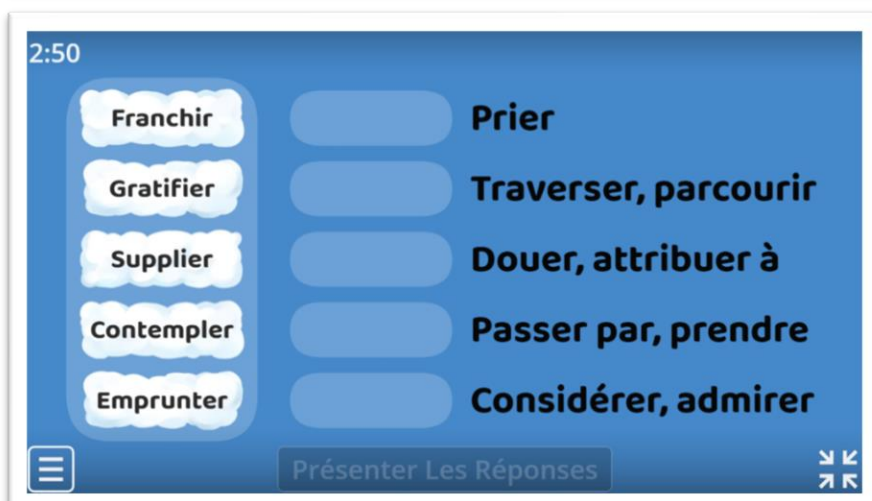 2:50
Franchir
Prier
Gratifier
Traverser, parcourir
Supplier
Douer, attribuer à
Contempler
Passer par, prendre
Emprunter
Considérer, admirer
Présenter Les Réponses